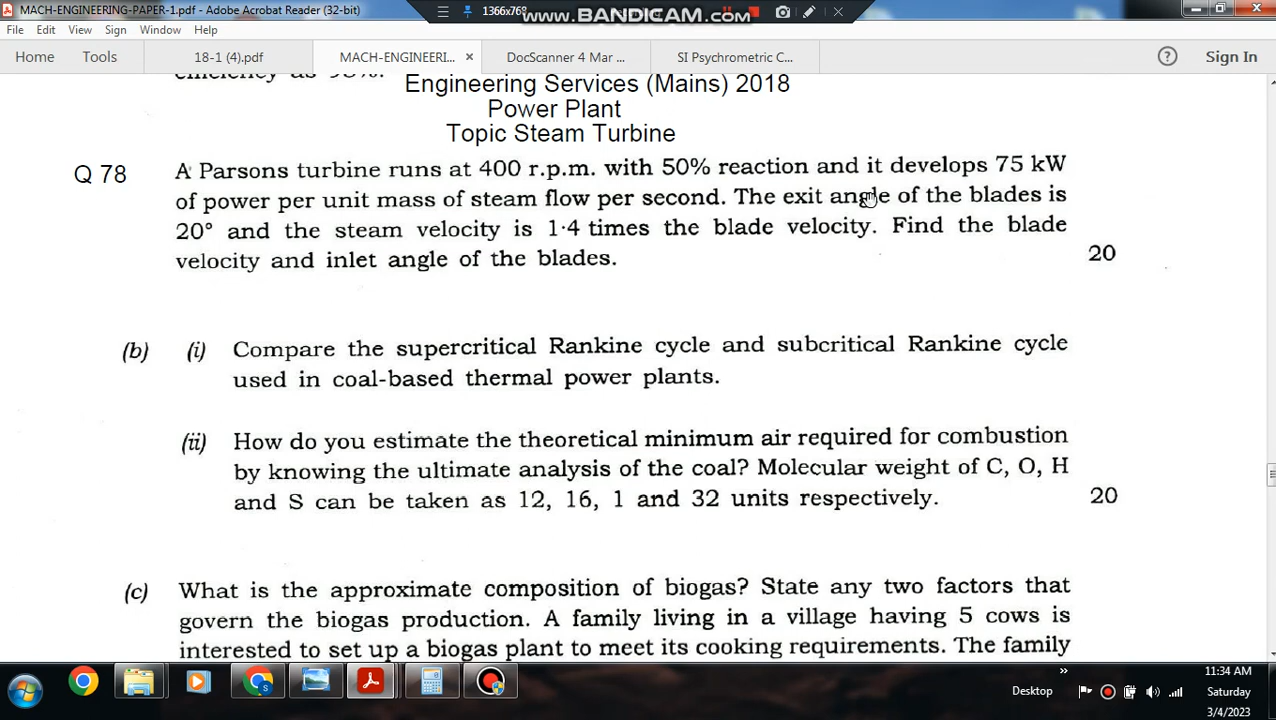 MACH-ENGINEERING-PAPER-1.pdf - Adobe Acrobat Reader (32-bit)
1366x768
www.BANDICAM.com
File Edit View Sign Window Help
Home Tools 18-1 (4).pdf MACH-ENGINEERI... × DocScanner 4 Mar ... SI Psychrometric C... Sign In
Engineering Services (Mains) 2018
Power Plant
Topic Steam Turbine
Q 78 A Parsons turbine runs at 400 r.p.m. with 50% reaction and it develops 75 kW
of power per unit mass of steam flow per second. The exit angle of the blades is
20° and the steam velocity is 1·4 times the blade velocity. Find the blade
velocity and inlet angle of the blades. 20
(b) (i) Compare the supercritical Rankine cycle and subcritical Rankine cycle
used in coal-based thermal power plants.
(ii) How do you estimate the theoretical minimum air required for combustion
by knowing the ultimate analysis of the coal? Molecular weight of C, O, H
and S can be taken as 12, 16, 1 and 32 units respectively. 20
(c) What is the approximate composition of biogas? State any two factors that
govern the biogas production. A family living in a village having 5 cows is
interested to set up a biogas plant to meet its cooking requirements. The family
Desktop
11:34 AM
Saturday
3/4/2023